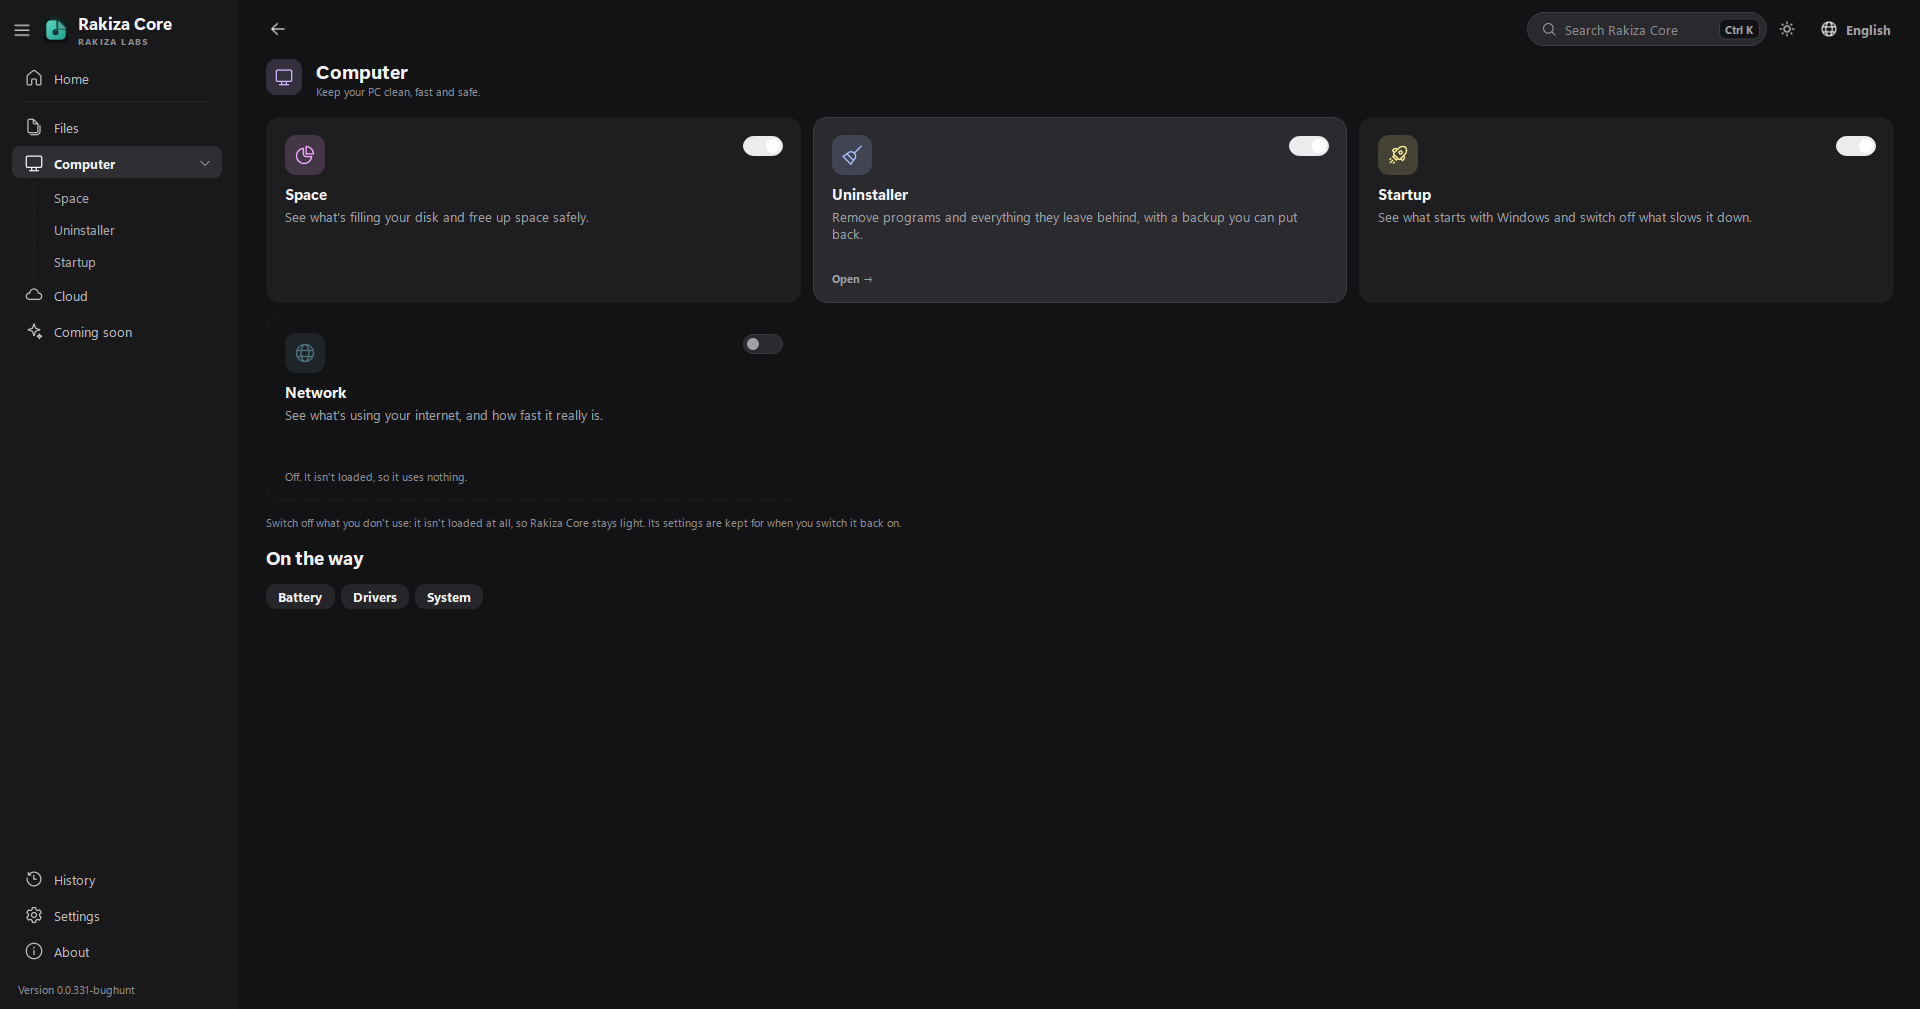 Rakiza Core
RAKIZA LABS
Search Rakiza Core
Ctrl K
English
Home
Files
Computer
Space
Uninstaller
Startup
Cloud
Coming soon
History
Settings
About
Version 0.0.331-bughunt
Computer
Keep your PC clean, fast and safe.
Space
See what's filling your disk and free up space safely.
Uninstaller
Remove programs and everything they leave behind, with a backup you can put
back.
Open →
Startup
See what starts with Windows and switch off what slows it down.
Network
See what's using your internet, and how fast it really is.
Off. It isn't loaded, so it uses nothing.
Switch off what you don't use: it isn't loaded at all, so Rakiza Core stays light. Its settings are kept for when you switch it back on.
On the way
Battery
Drivers
System